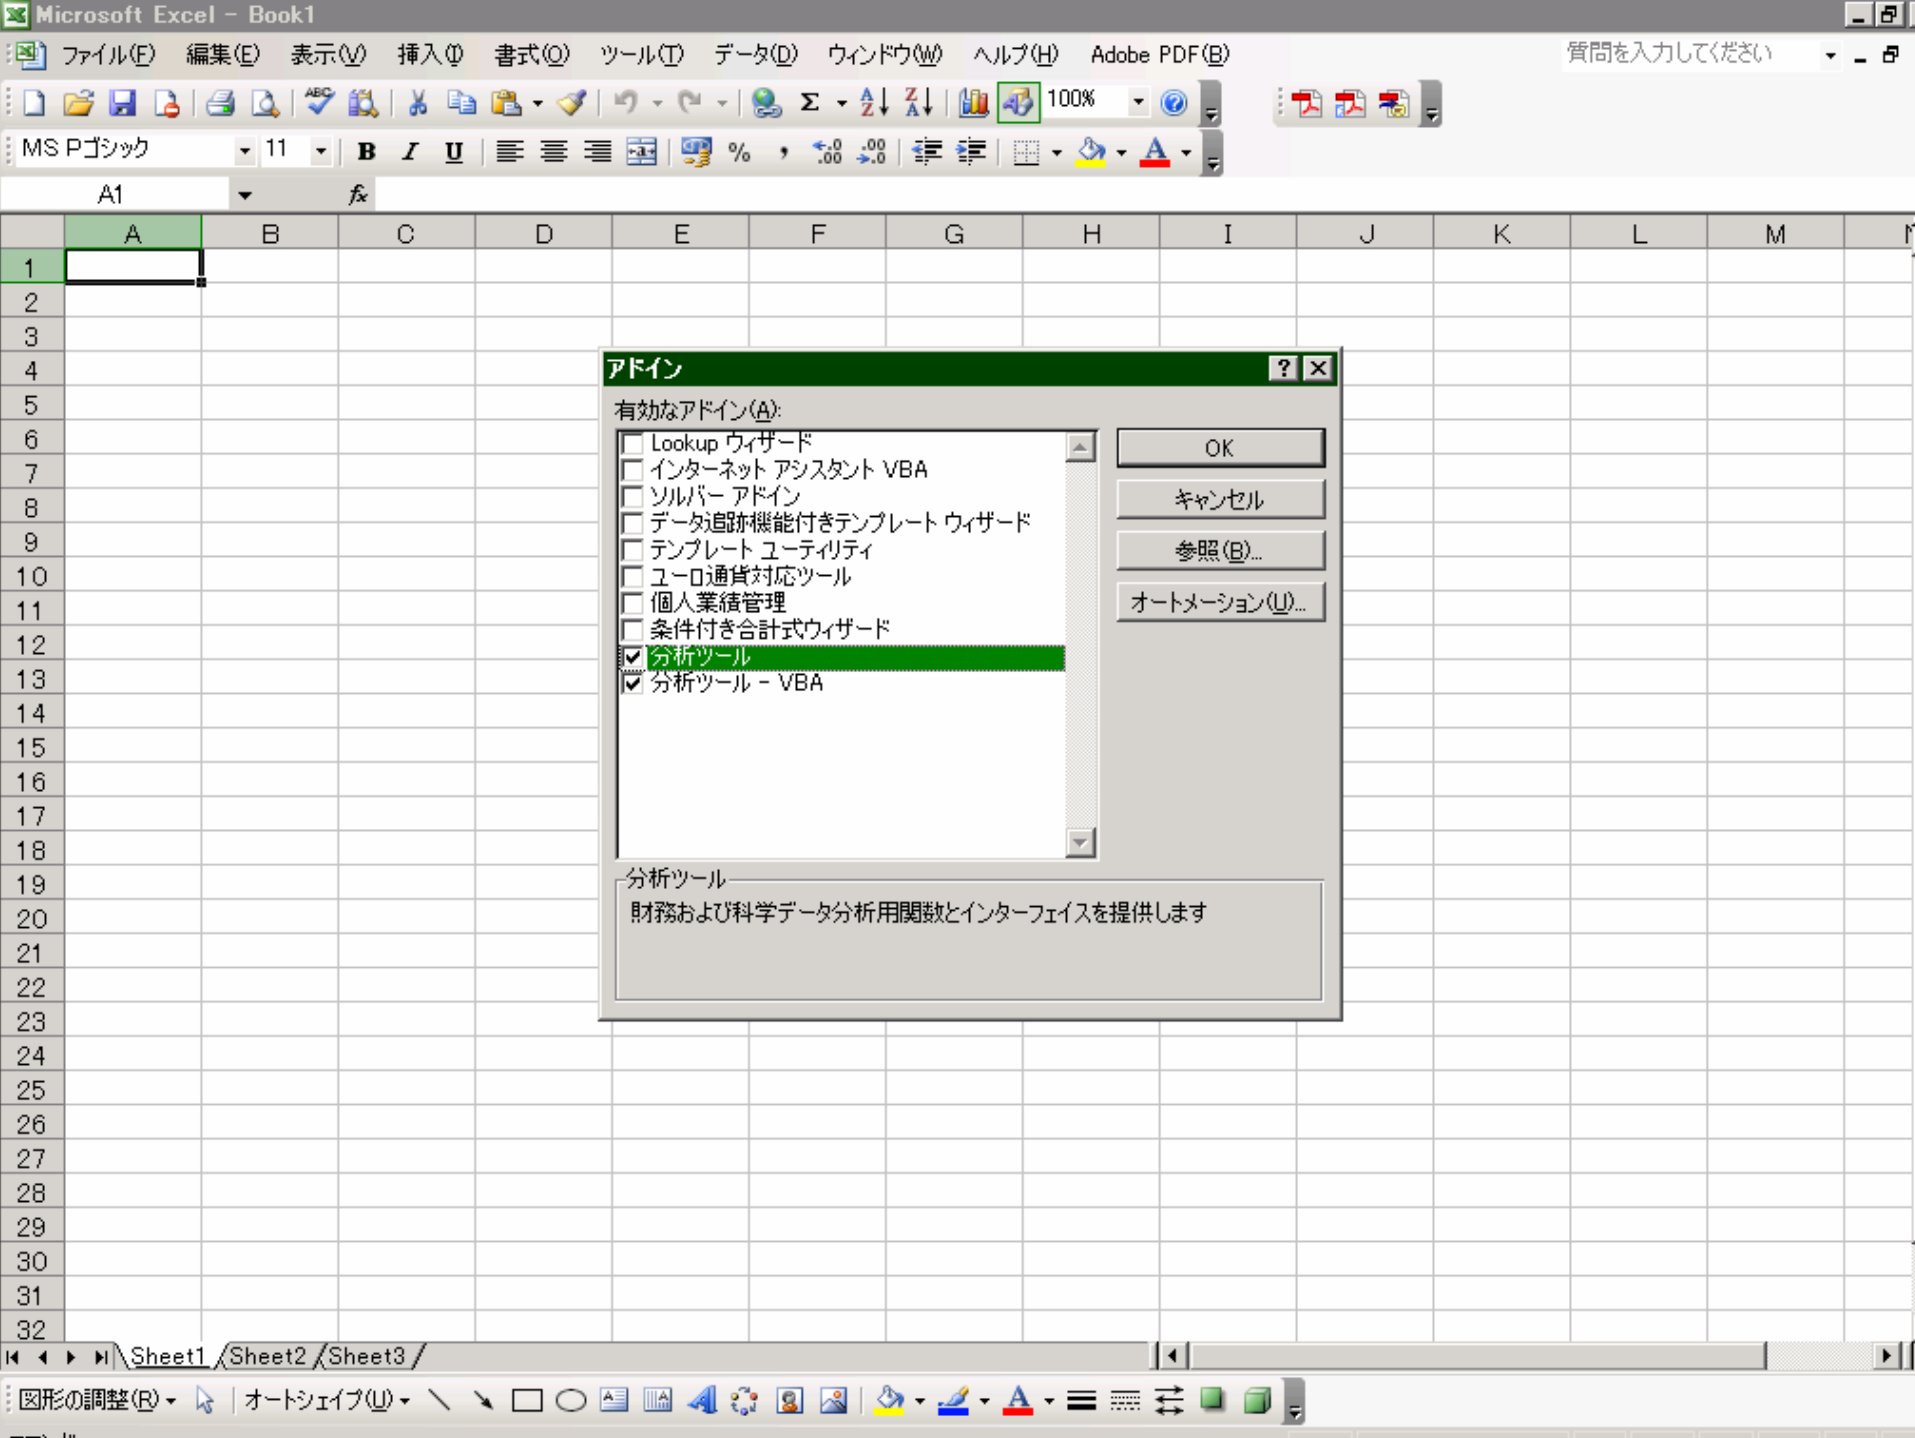 Microsoft Excel - Book1
ファイル(F) 編集(E) 表示(V) 挿入(I) 書式(O) ツール(T) データ(D) ウィンドウ(W) ヘルプ(H) Adobe PDF(B) 質問を入力してください
100%
MS Pゴシック 11 B I U
A1 fx
A B C D E F G H I J K L M
1
2
3
4
5
6
7
8
9
10
11
12
13
14
15
16
17
18
19
20
21
22
23
24
25
26
27
28
29
30
31
32
アドイン
有効なアドイン(A):
Lookup ウィザード
インターネット アシスタント VBA
ソルバー アドイン
データ追跡機能付きテンプレート ウィザード
テンプレート ユーティリティ
ユーロ通貨対応ツール
個人業績管理
条件付き合計式ウィザード
分析ツール
分析ツール - VBA
OK
キャンセル
参照(B)...
オートメーション(U)...
分析ツール
財務および科学データ分析用関数とインターフェイスを提供します
Sheet1 Sheet2 Sheet3
図形の調整(R) オートシェイプ(U)